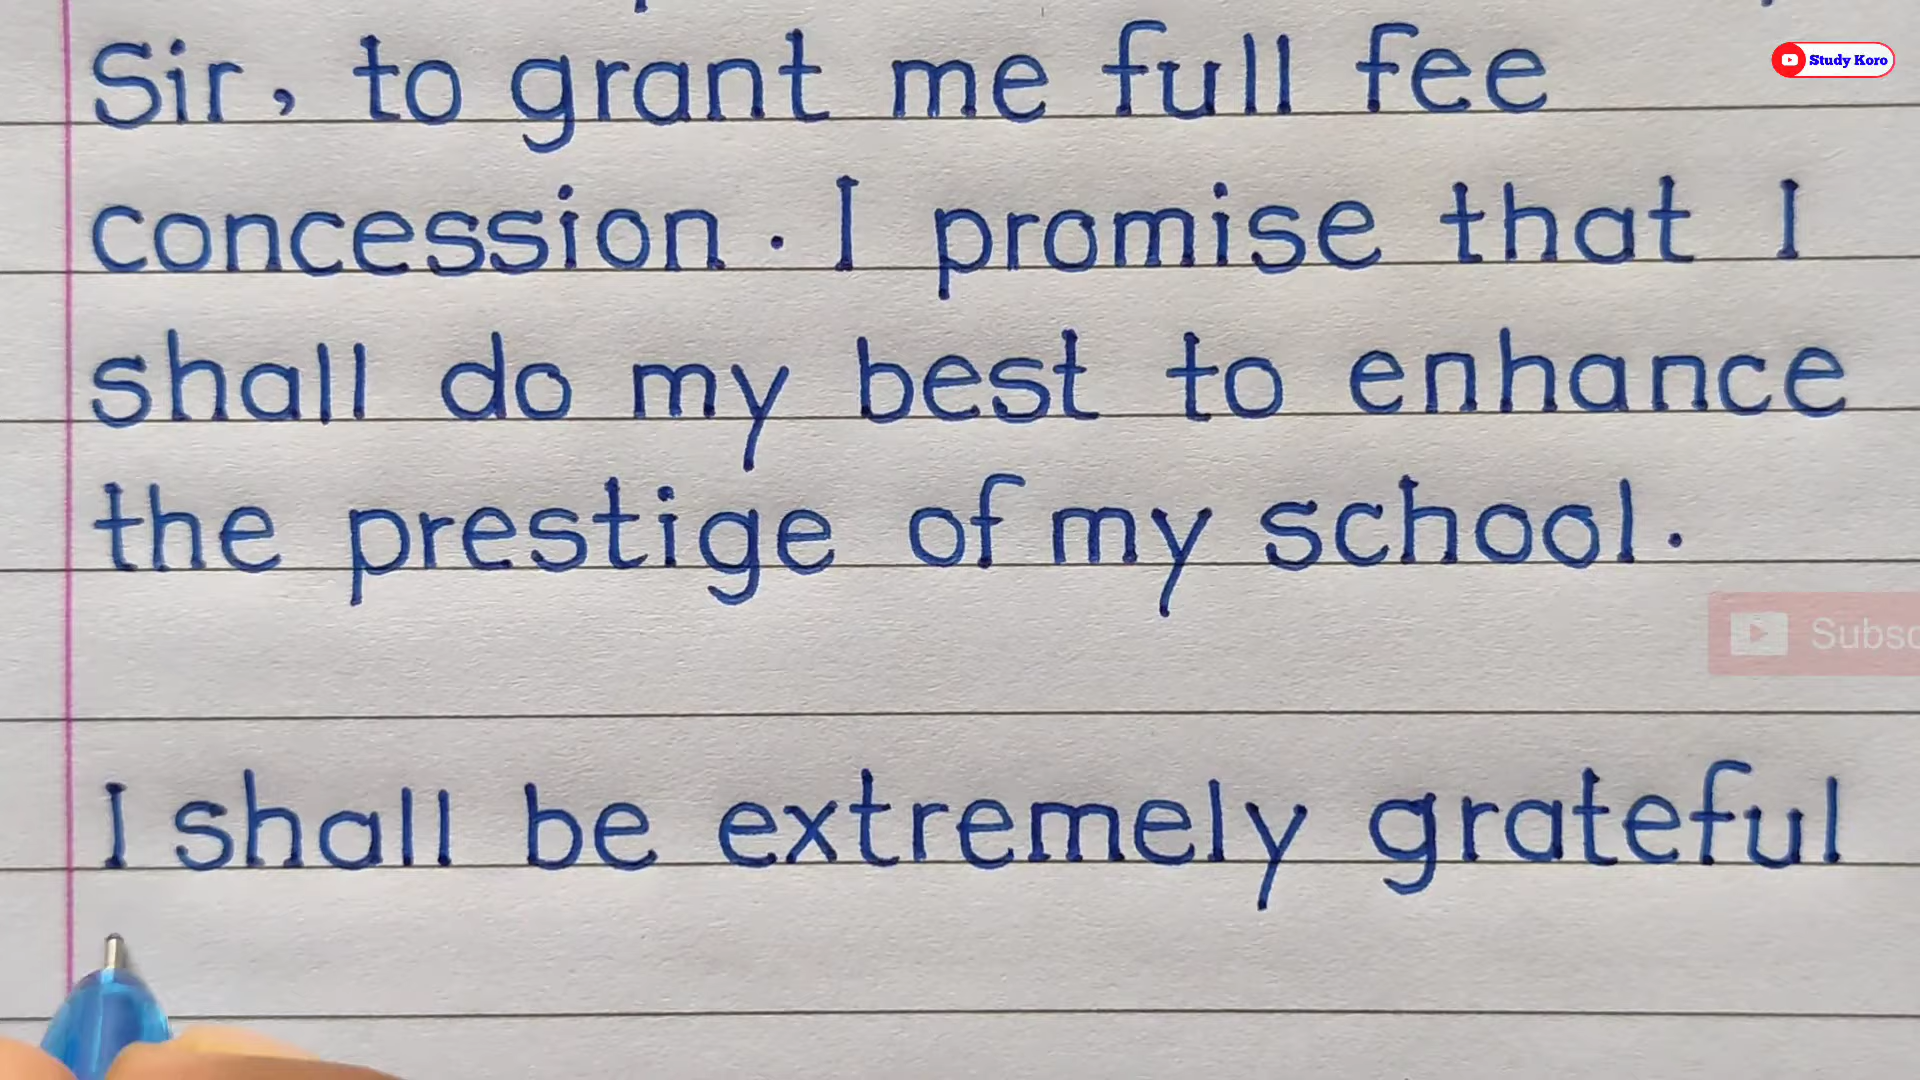 Sir, to grant me full fee
concession. I promise that I
shall do my best to enhance
the prestige of my school.
I shall be extremely grateful
Study Koro